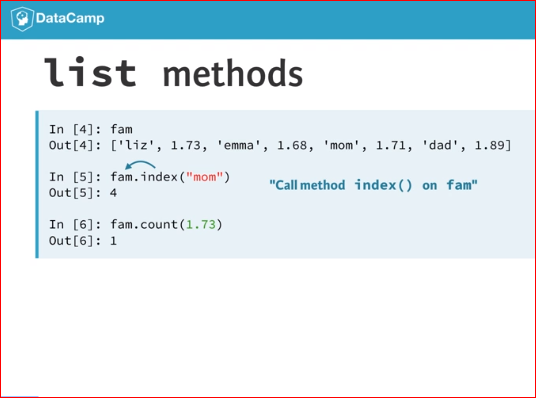 DataCamp
list methods
In [4]: fam
Out[4]: ['liz', 1.73, 'emma', 1.68, 'mom', 1.71, 'dad', 1.89]
In [5]: fam.index("mom")
Out[5]: 4
"Call method index() on fam"
In [6]: fam.count(1.73)
Out[6]: 1